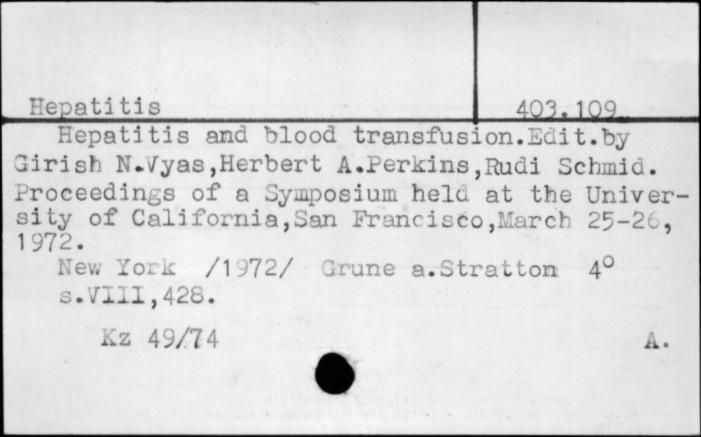 Hepatitis 403.109
Hepatitis and blood transfusion.Edit.by
Girish N.Vyas,Herbert A.Perkins,Rudi Schmid.
Proceedings of a Symposium held at the Univer-
sity of California,San Francisco,March 25-26,
1972.
New York /1972/ Grune a.Stratton 4°
s.VIII,428.
Kz 49/74 A.